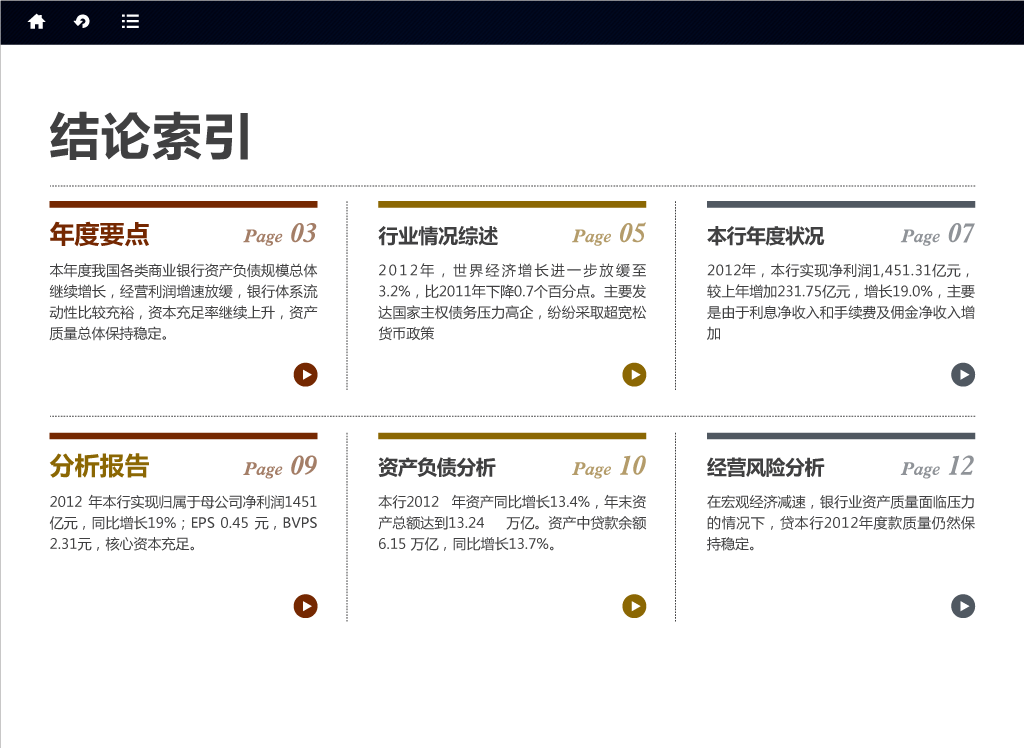 结论索引
年度要点 Page 03
本年度我国各类商业银行资产负债规模总体
继续增长，经营利润增速放缓，银行体系流
动性比较充裕，资本充足率继续上升，资产
质量总体保持稳定。
行业情况综述 Page 05
2012年，世界经济增长进一步放缓至
3.2%，比2011年下降0.7个百分点。主要发
达国家主权债务压力高企，纷纷采取超宽松
货币政策
本行年度状况 Page 07
2012年，本行实现净利润1,451.31亿元，
较上年增加231.75亿元，增长19.0%，主要
是由于利息净收入和手续费及佣金净收入增
加
分析报告 Page 09
2012 年本行实现归属于母公司净利润1451
亿元，同比增长19%；EPS 0.45 元，BVPS
2.31元，核心资本充足。
资产负债分析 Page 10
本行2012 年资产同比增长13.4%，年末资
产总额达到13.24 万亿。资产中贷款余额
6.15 万亿，同比增长13.7%。
经营风险分析 Page 12
在宏观经济减速，银行业资产质量面临压力
的情况下，贷本行2012年度款质量仍然保
持稳定。